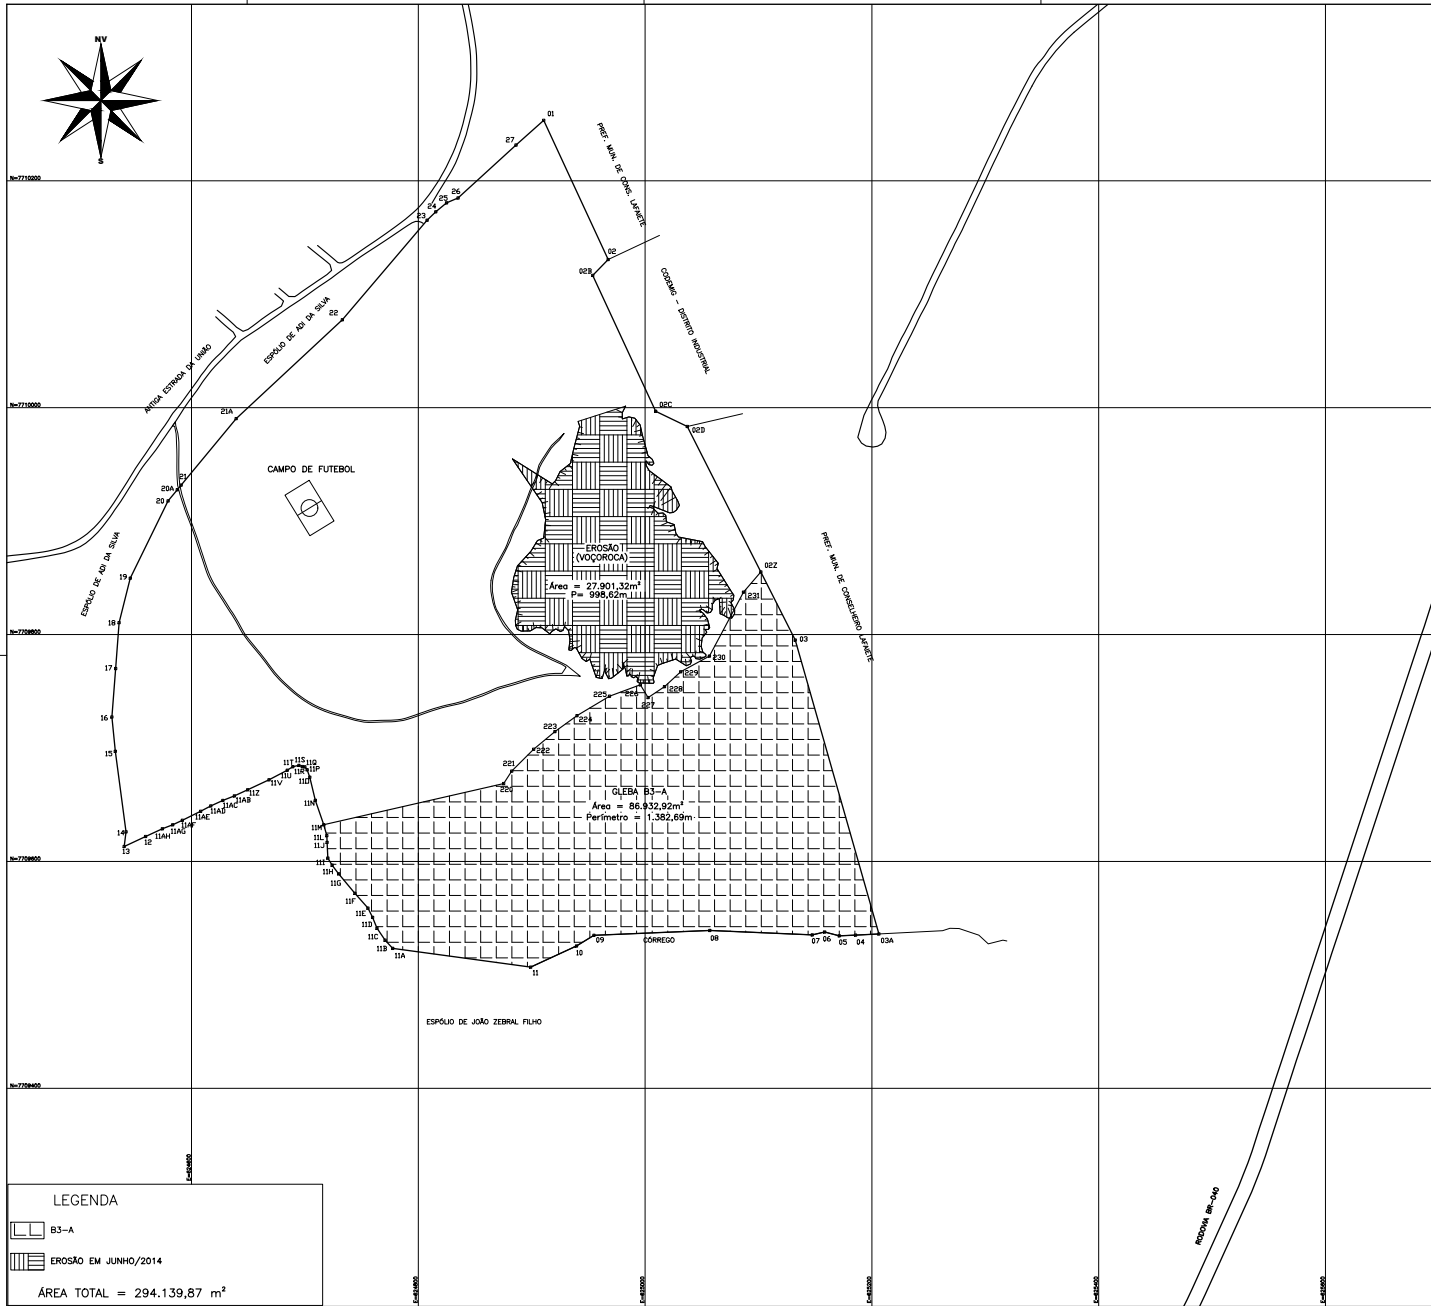 NV
S
01
27
PREF. MUN. DE CONS. LAFAIETE
N=7710200
26
25
24
23
02
02B
CODEMIG - DISTRITO INDUSTRIAL
22
ESPÓLIO DE ADI DA SILVA
ANTIGA ESTRADA DA UNIÃO
N=7710000
21A
02C
02D
CAMPO DE FUTEBOL
21
20A
20
ESPÓLIO DE ADI DA SILVA
PREF. MUN. DE CONSELHEIRO LAFAIETE
EROSÃO
(VOÇOROCA)
Área = 27.901,32m²
P= 998,62m
19
02Z
231
18
N=7709800
03
17
230
229
228
227
226
225
224
223
222
221
220
16
15
11T
11S
11Q
11R
11P
11U
11O
11V
11Z
11AB
11AC
11AD
11AE
11AF
11AG
11AH
12
13
14
11N
11M
11L
11J
11I
11H
11G
11F
11E
11D
11C
11B
11A
GLEBA B3-A
Área = 86.932,92m²
Perímetro = 1.382,69m
N=7709600
11
10
09
CÓRREGO
08
07
06
05
04
03A
ESPÓLIO DE JOÃO ZEBRAL FILHO
N=7709400
E=624600
E=624800
E=625000
E=625200
E=625400
E=625600
RODOVIA BR-040
LEGENDA
B3-A
EROSÃO EM JUNHO/2014
ÁREA TOTAL = 294.139,87 m²